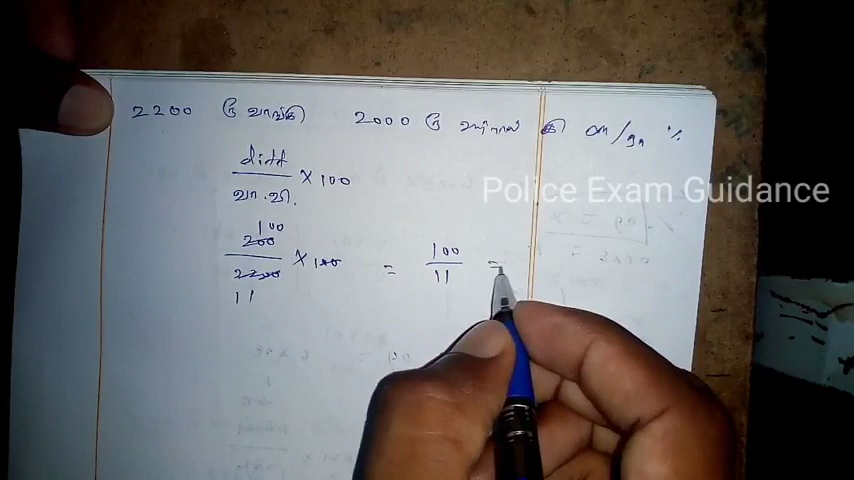 2200 ரூ வாங்கி 2000 ரூ விற்றால் %
diff
× 100
வா.வி.
100
200
× 100 = 100
2200 11 =
11
Police Exam Guidance